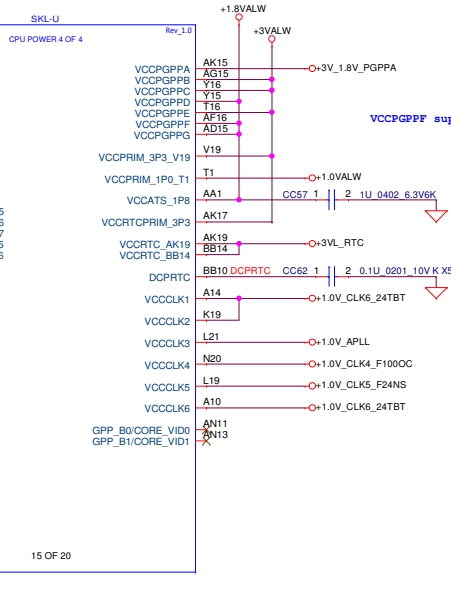 SKL-U
+1.8VALW
Rev_1.0
+3VALW
CPU POWER 4 OF 4
VCCPGPPA AK15 +3V_1.8V_PGPPA
VCCPGPPB AG15
VCCPGPPC Y16
VCCPGPPD Y15
VCCPGPPE T16
VCCPGPPF AF16 VCCPGPPF sup
VCCPGPPG AD15
VCCPRIM_3P3_V19 V19
VCCPRIM_1P0_T1 T1 +1.0VALW
VCCATS_1P8 AA1 CC57 1 2 1U_0402_6.3V6K
VCCRTCPRIM_3P3 AK17
VCCRTC_AK19 AK19 +3VL_RTC
VCCRTC_BB14 BB14
DCPRTC BB10 DCPRTC CC62 1 2 0.1U_0201_10V K X5
VCCCLK1 A14 +1.0V_CLK6_24TBT
VCCCLK2 K19
VCCCLK3 L21 +1.0V_APLL
VCCCLK4 N20 +1.0V_CLK4_F100OC
VCCCLK5 L19 +1.0V_CLK5_F24NS
VCCCLK6 A10 +1.0V_CLK6_24TBT
GPP_B0/CORE_VID0 AN11
GPP_B1/CORE_VID1 AN13
15 OF 20